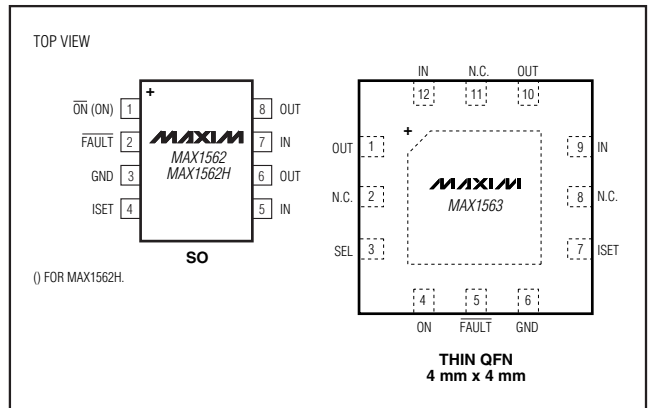 TOP VIEW
+
ON (ON) 1
FAULT 2
GND 3
ISET 4
8 OUT
7 IN
6 OUT
5 IN
MAXIM
MAX1562
MAX1562H
SO
() FOR MAX1562H.
IN N.C. OUT
12 11 10
+
OUT 1
N.C. 2
SEL 3
9 IN
8 N.C.
7 ISET
MAXIM
MAX1563
4 5 6
ON FAULT GND
THIN QFN
4 mm x 4 mm